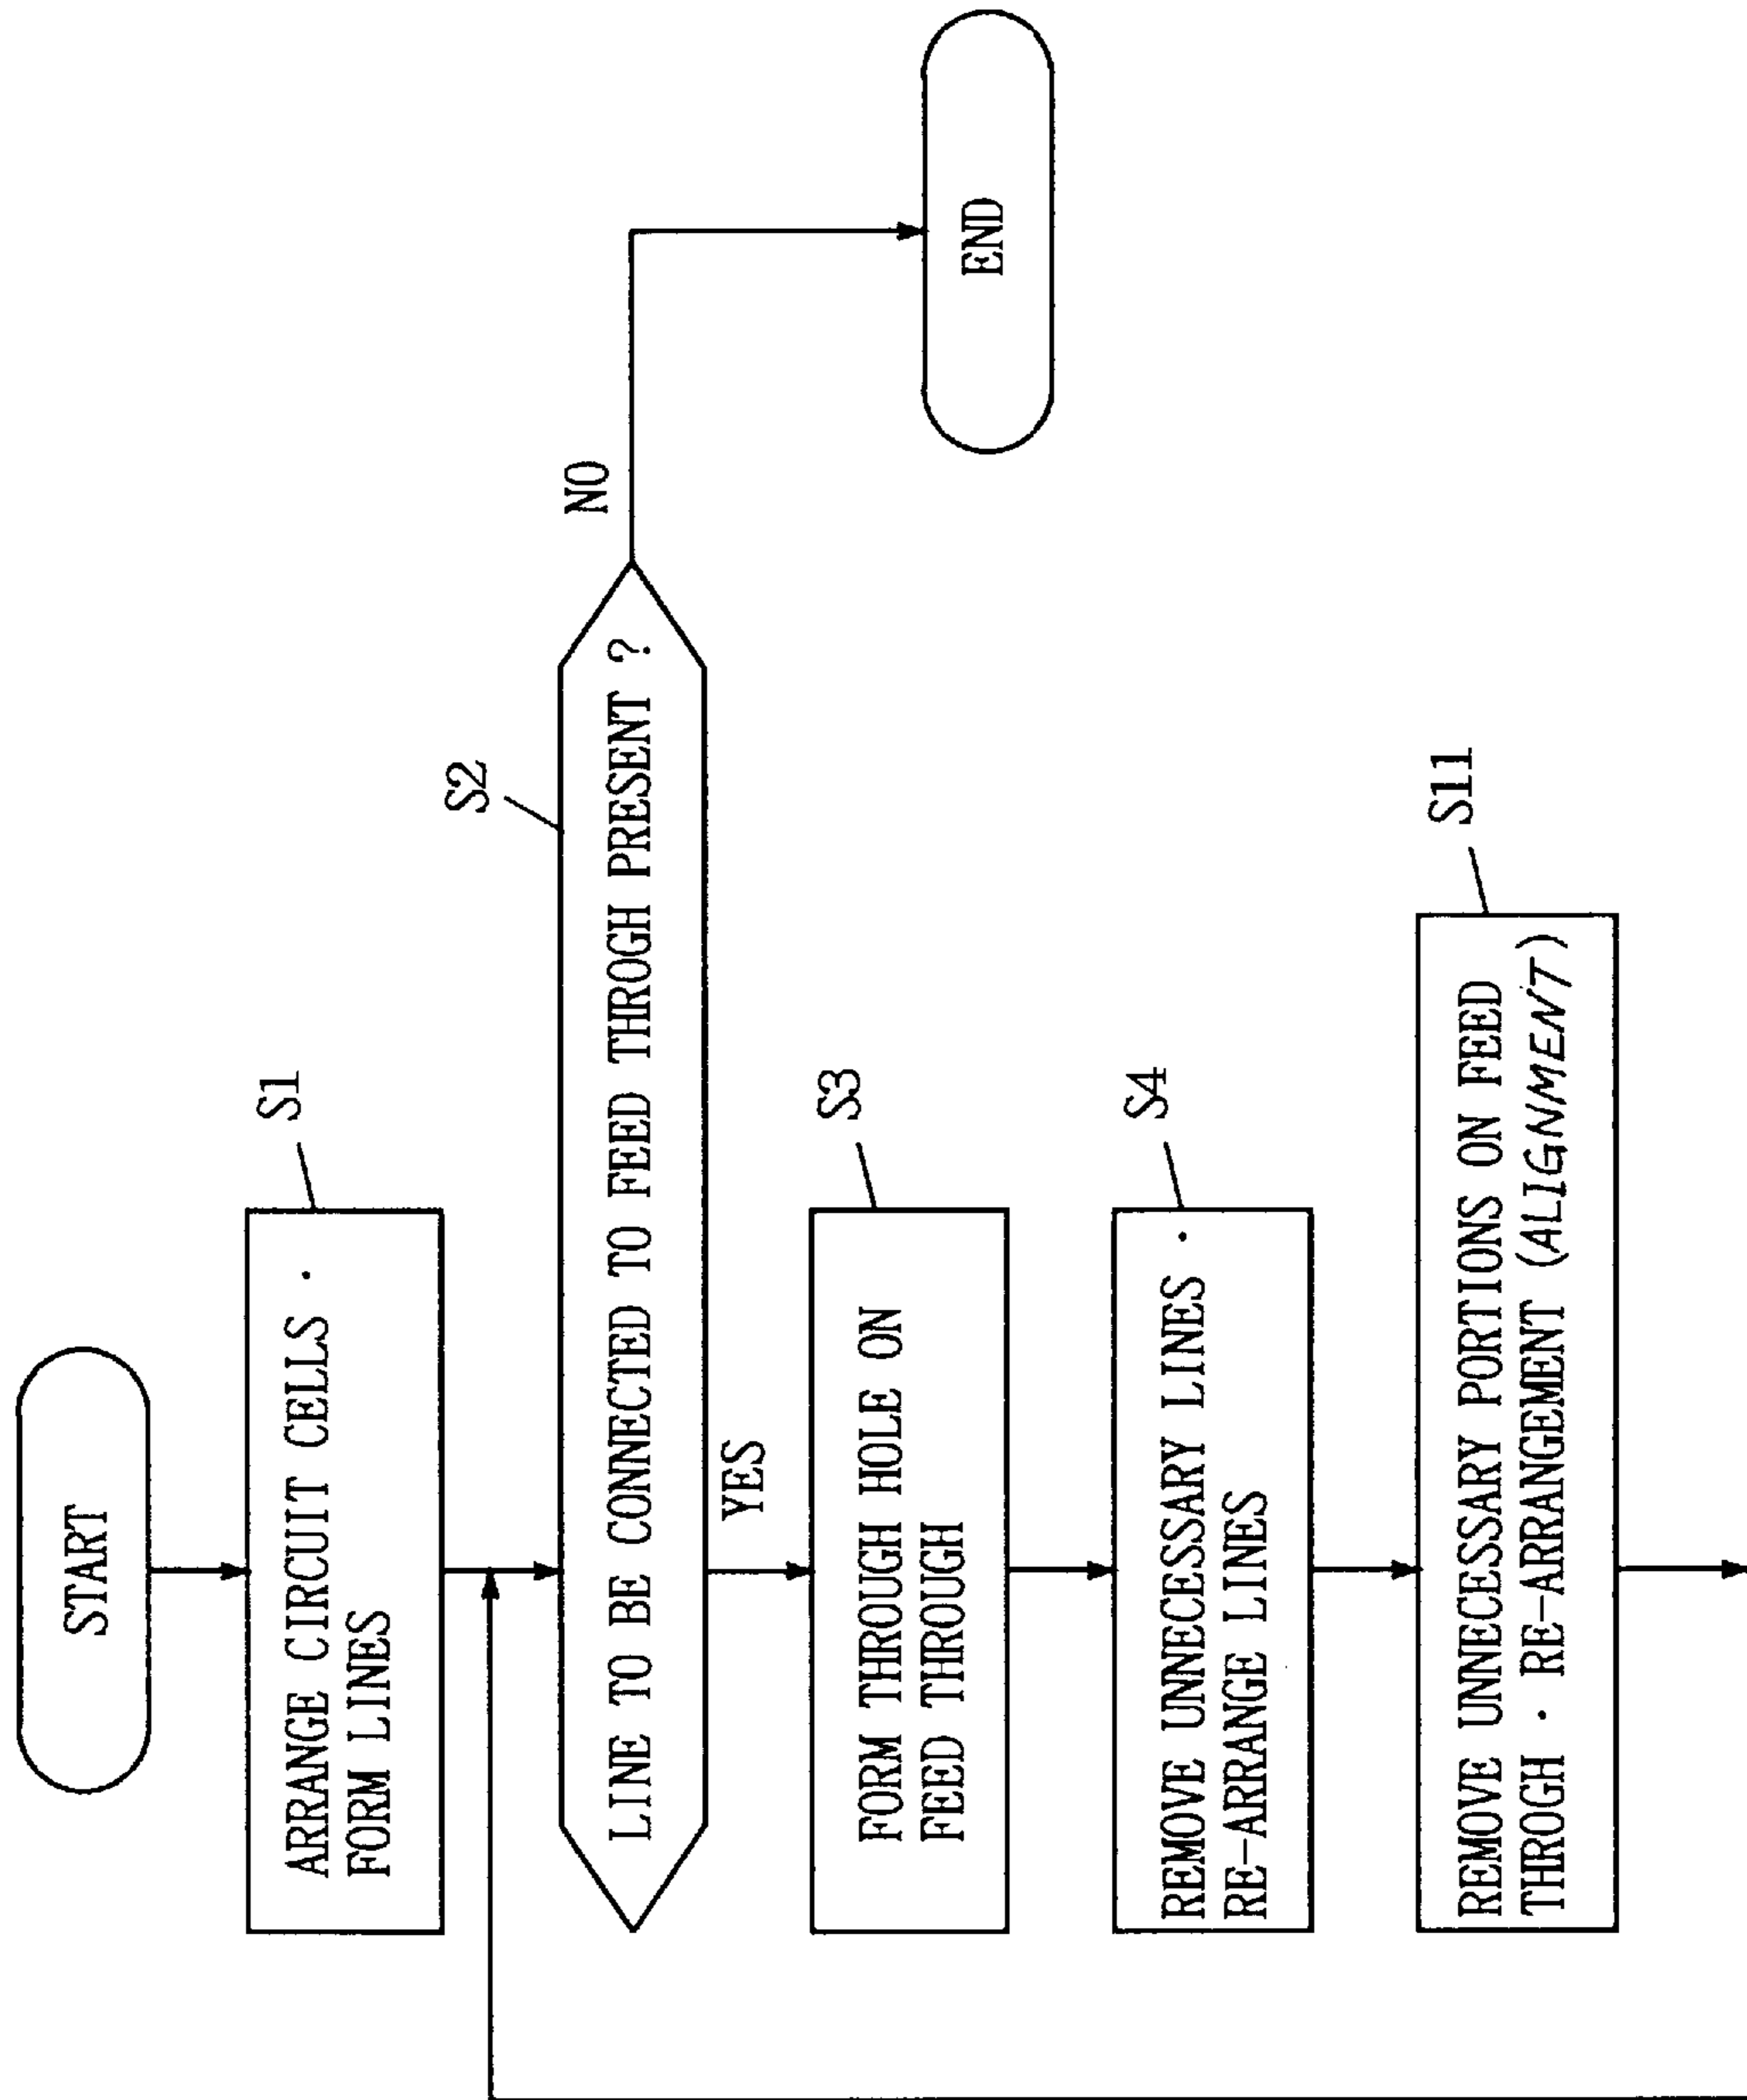 START
S1
ARRANGE CIRCUIT CELLS ·
FORM LINES
S2
LINE TO BE CONNECTED TO FEED THROGH PRESENT ?
NO
YES
END
S3
FORM THROUGH HOLE ON
FEED THROUGH
S4
REMOVE UNNECESSARY LINES ·
RE-ARRANGE LINES
S11
REMOVE UNNECESSARY PORTIONS ON FEED
THROGH · RE-ARRANGEMENT (ALIGNMENT)